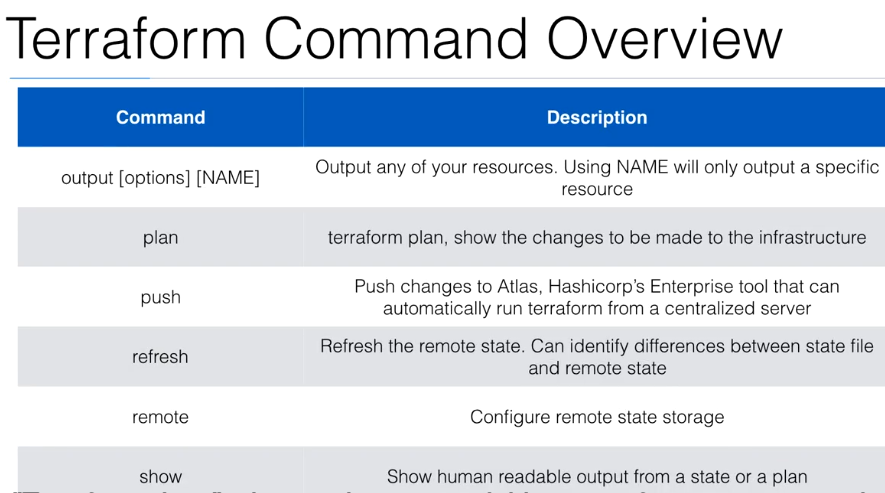 Terraform Command Overview
Command
Description
output [options] [NAME]
Output any of your resources. Using NAME will only output a specific
resource
plan
terraform plan, show the changes to be made to the infrastructure
push
Push changes to Atlas, Hashicorp's Enterprise tool that can
automatically run terraform from a centralized server
refresh
Refresh the remote state. Can identify differences between state file
and remote state
remote
Configure remote state storage
show
Show human readable output from a state or a plan